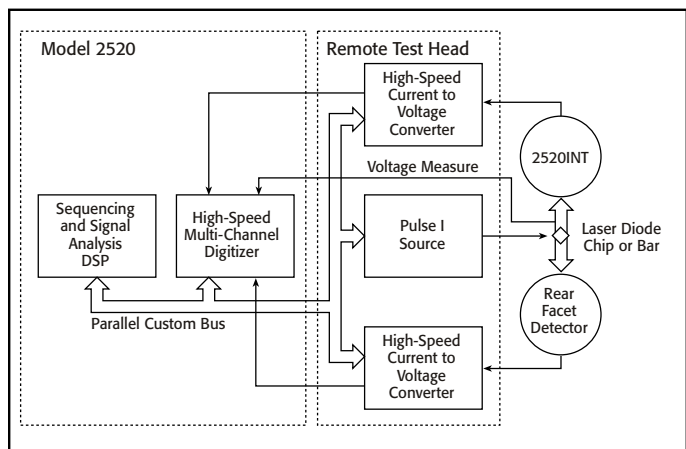 Model 2520
Remote Test Head
High-Speed
Current to
Voltage
Converter
2520INT
Voltage Measure
Sequencing
and Signal
Analysis
DSP
High-Speed
Multi-Channel
Digitizer
Pulse I
Source
Laser Diode
Chip or Bar
Parallel Custom Bus
Rear
Facet
Detector
High-Speed
Current to
Voltage
Converter